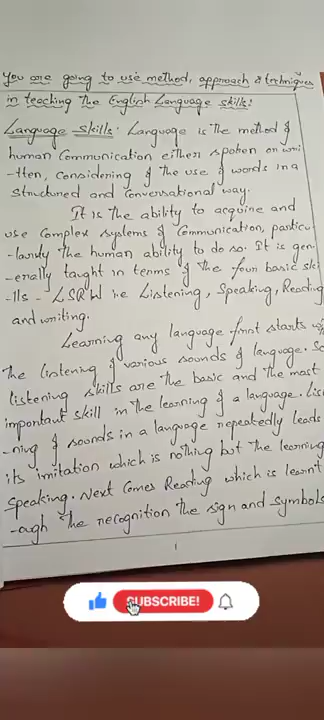 You are going to use method, approach & techniques
in teaching the English Language skills:
Language skills: Language is the method of
human Communication either spoken or wri
-tten, considering of the use of words in a
structured and conversational way.
It is the ability to acquire and
use complex systems of communication, particu
-larly the human ability to do so. It is gen
-erally taught in terms of the four basic ski
-lls - LSRW i.e Listening, Speaking, Reading
and writing.
Learning any language first starts
The listening of various sounds of language. So
listening skills are the basic and the most
important skill in the learning of a language. Lis
-ning of sounds in a language repeatedly leads
its imitation which is nothing but the learning
speaking. Next Comes Reading which is learnt
-ough the recognition the sign and symbols
1
SUBSCRIBE!